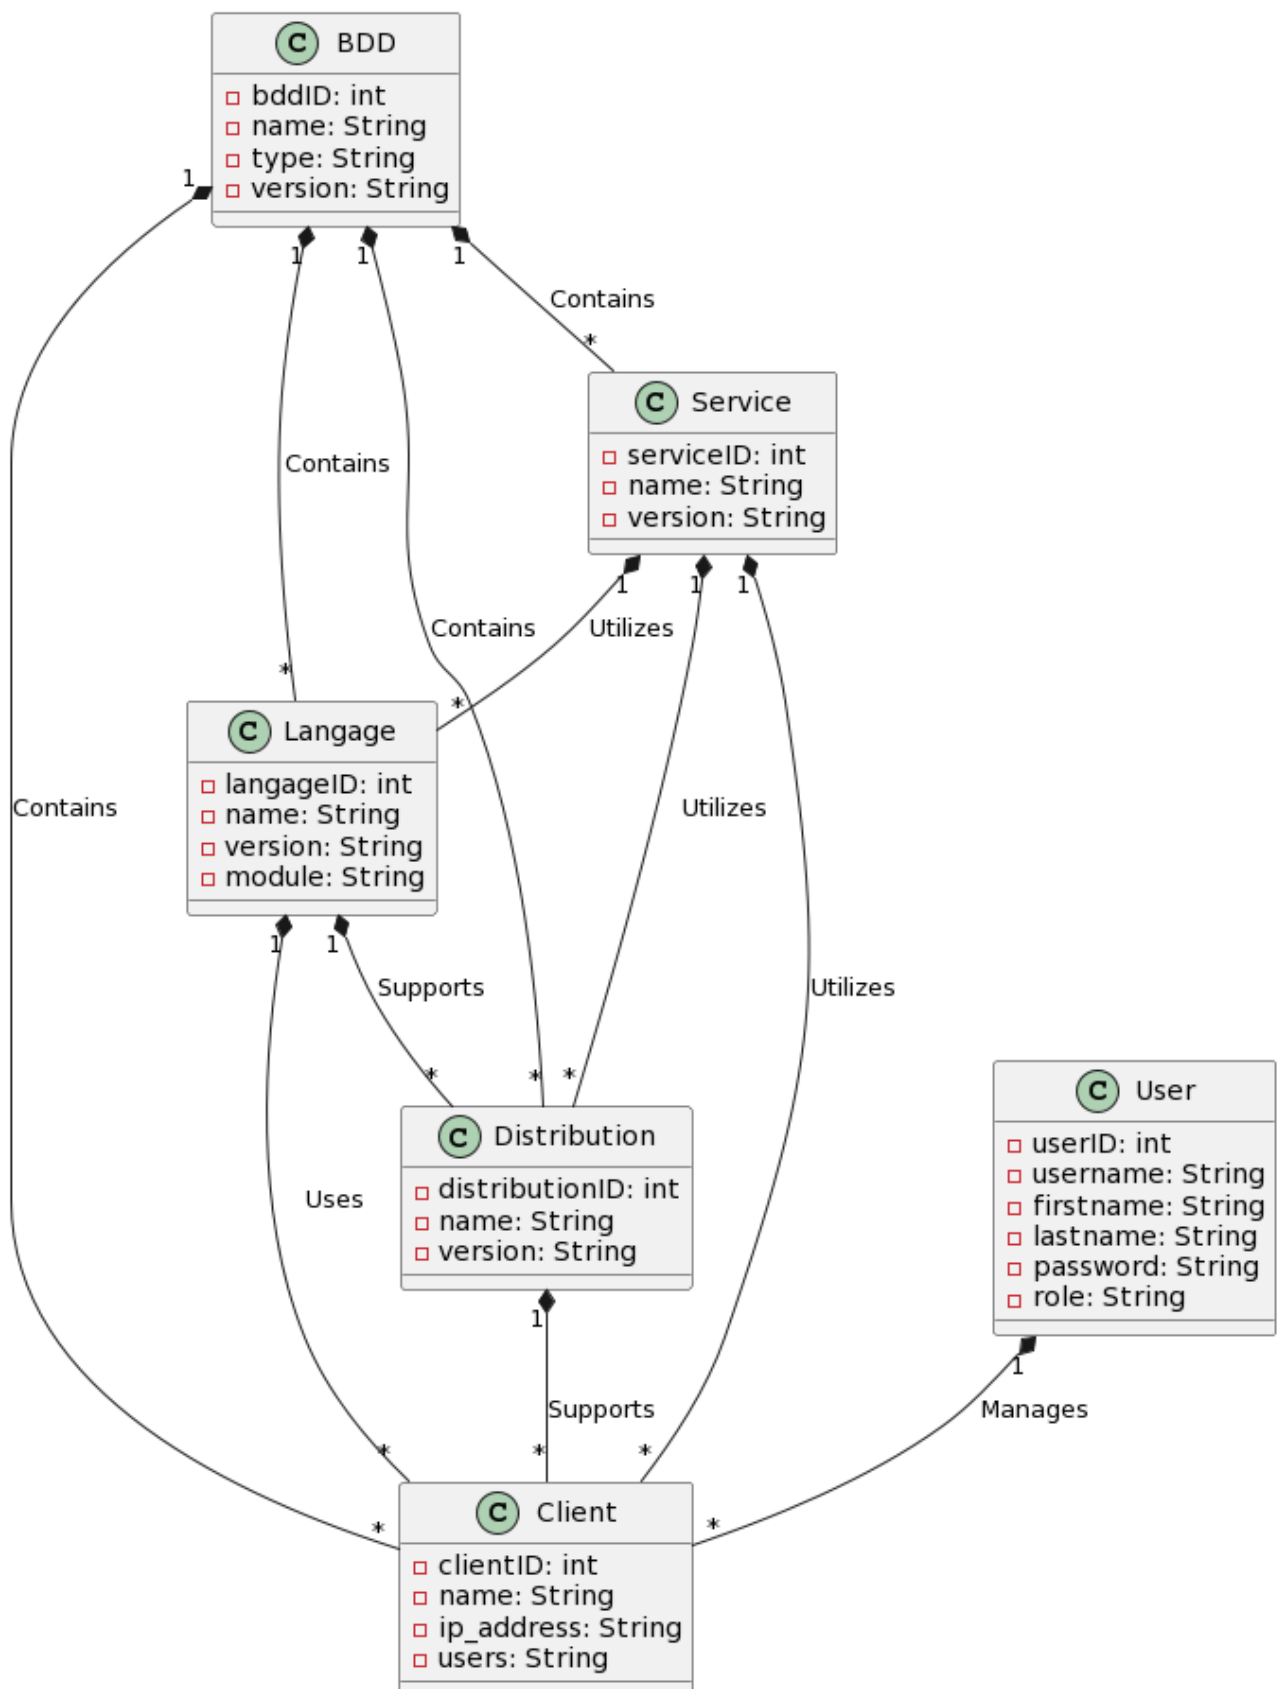 C BDD
bddID: int
name: String
type: String
version: String
1
1
1
1
Contains
*
C Service
serviceID: int
name: String
version: String
1
1
1
Contains
Contains
Utilizes
*
*
C Langage
langageID: int
name: String
version: String
module: String
Contains
Utilizes
1
1
Supports
Utilizes
*
*
*
C User
userID: int
username: String
firstname: String
lastname: String
password: String
role: String
C Distribution
distributionID: int
name: String
version: String
Uses
1
1
Supports
Manages
*
*
*
*
*
C Client
clientID: int
name: String
ip_address: String
users: String